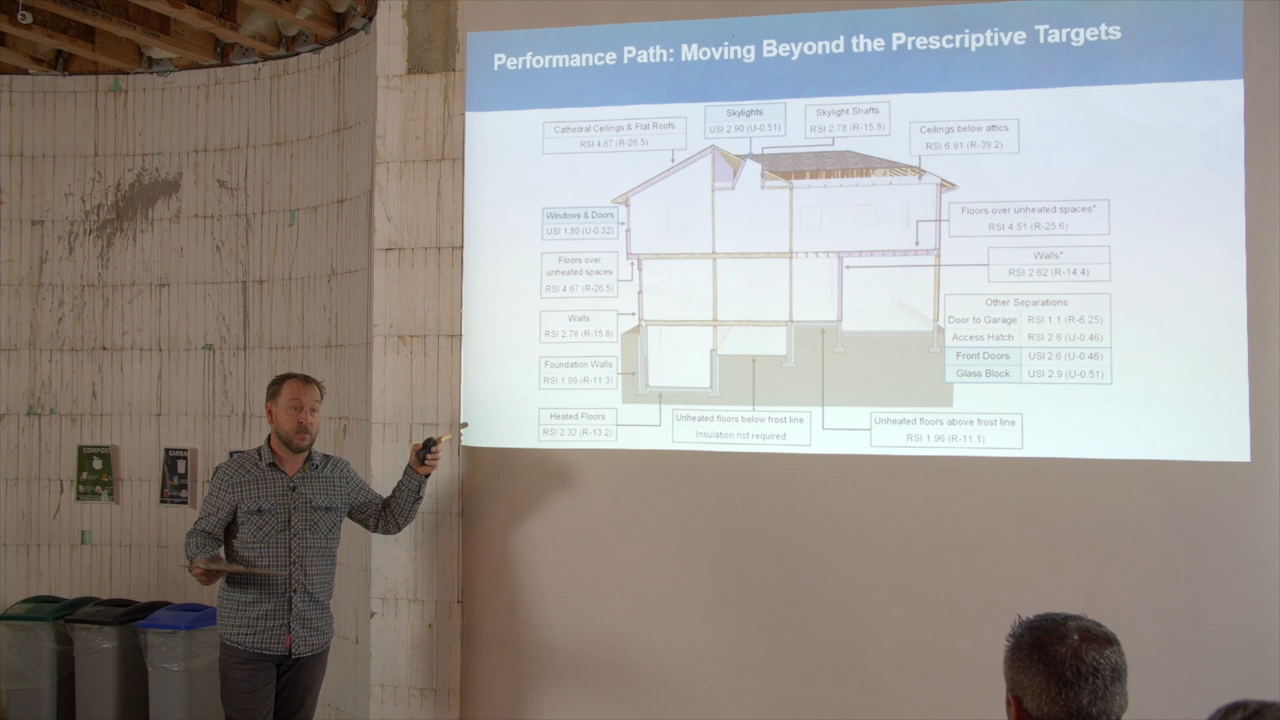 Performance Path: Moving Beyond the Prescriptive Targets
Cathedral Ceilings & Flat Roofs
RSI 4.67 (R-26.5)
Skylights
USI 2.90 (U-0.51)
Skylight Shafts
RSI 2.78 (R-15.8)
Ceilings below attics
RSI 6.91 (R-39.2)
Windows & Doors
USI 1.80 (U-0.32)
Floors over
unheated spaces
RSI 4.67 (R-26.5)
Walls
RSI 2.78 (R-15.8)
Foundation Walls
RSI 1.99 (R-11.3)
Heated Floors
RSI 2.32 (R-13.2)
Unheated floors below frost line
Insulation not required
Unheated floors above frost line
RSI 1.96 (R-11.1)
Floors over unheated spaces*
RSI 4.51 (R-25.6)
Walls*
RSI 2.62 (R-14.4)
Other Separations
Door to Garage RSI 1.1 (R-6.25)
Access Hatch RSI 2.6 (U-0.46)
Front Doors USI 2.6 (U-0.46)
Glass Block USI 2.9 (U-0.51)
COMPOST
GARBA